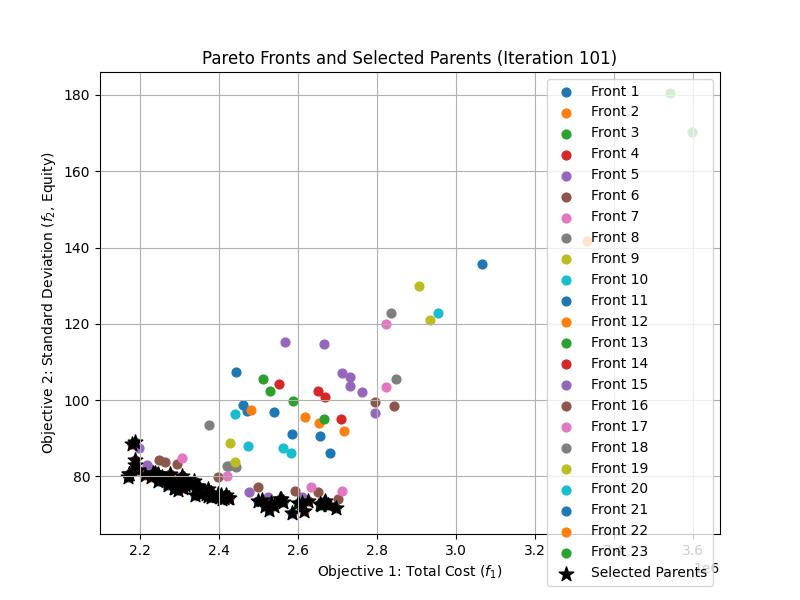 Pareto Fronts and Selected Parents (Iteration 101)
Objective 2: Standard Deviation (f₂, Equity)
180
160
140
120
100
80
2.2
2.4
2.6
2.8
3.0
3.2
3.4
3.6
1e6
Objective 1: Total Cost (f₁)
Front 1
Front 2
Front 3
Front 4
Front 5
Front 6
Front 7
Front 8
Front 9
Front 10
Front 11
Front 12
Front 13
Front 14
Front 15
Front 16
Front 17
Front 18
Front 19
Front 20
Front 21
Front 22
Front 23
Selected Parents